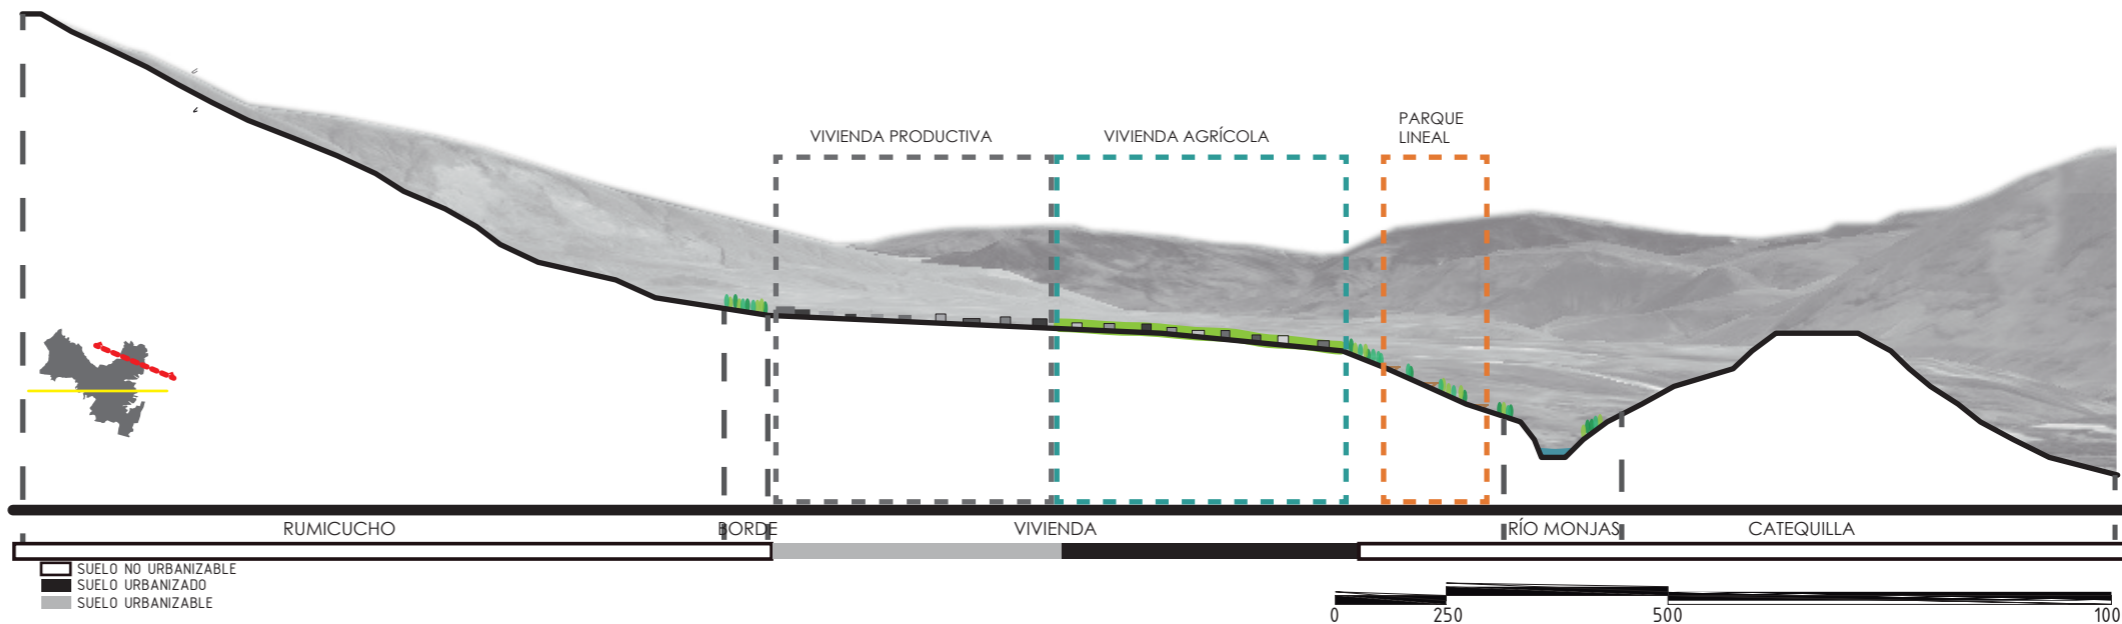 PARQUE
LINEAL
VIVIENDA PRODUCTIVA
VIVIENDA AGRÍCOLA
RUMICUCHO
BORDE
VIVIENDA
RÍO MONJAS
CATEQUILLA
SUELO NO URBANIZABLE
SUELO URBANIZADO
SUELO URBANIZABLE
0
250
500
100